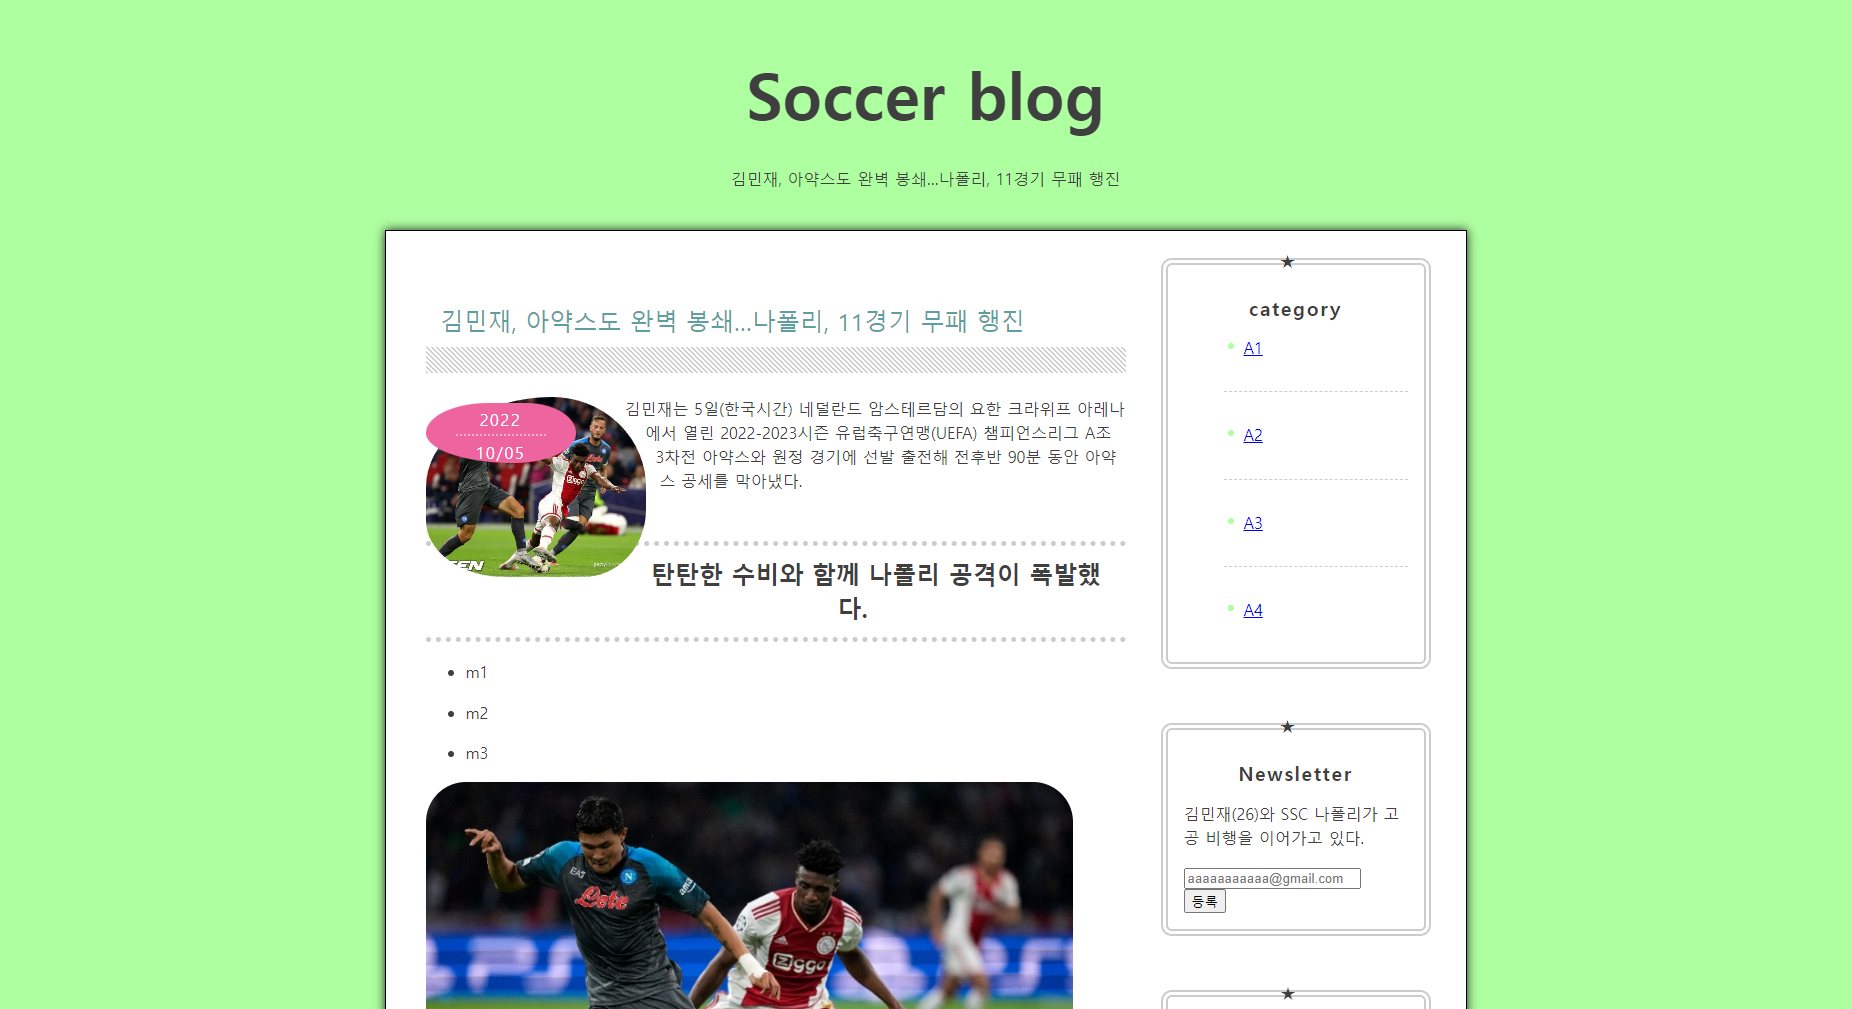 Soccer blog
김민재, 아약스도 완벽 봉쇄...나폴리, 11경기 무패 행진
김민재, 아약스도 완벽 봉쇄...나폴리, 11경기 무패 행진
2022
10/05
김민재는 5일(한국시간) 네덜란드 암스테르담의 요한 크라위프 아레나
에서 열린 2022-2023시즌 유럽축구연맹(UEFA) 챔피언스리그 A조
3차전 아약스와 원정 경기에 선발 출전해 전후반 90분 동안 아약
스 공세를 막아냈다.
탄탄한 수비와 함께 나폴리 공격이 폭발했
다.
• m1
• m2
• m3
EA7
Lete
N
Ziggo
★
category
• A1
• A2
• A3
• A4
★
Newsletter
김민재(26)와 SSC 나폴리가 고
공 비행을 이어가고 있다.
aaaaaaaaaaa@gmail.com
등록
★